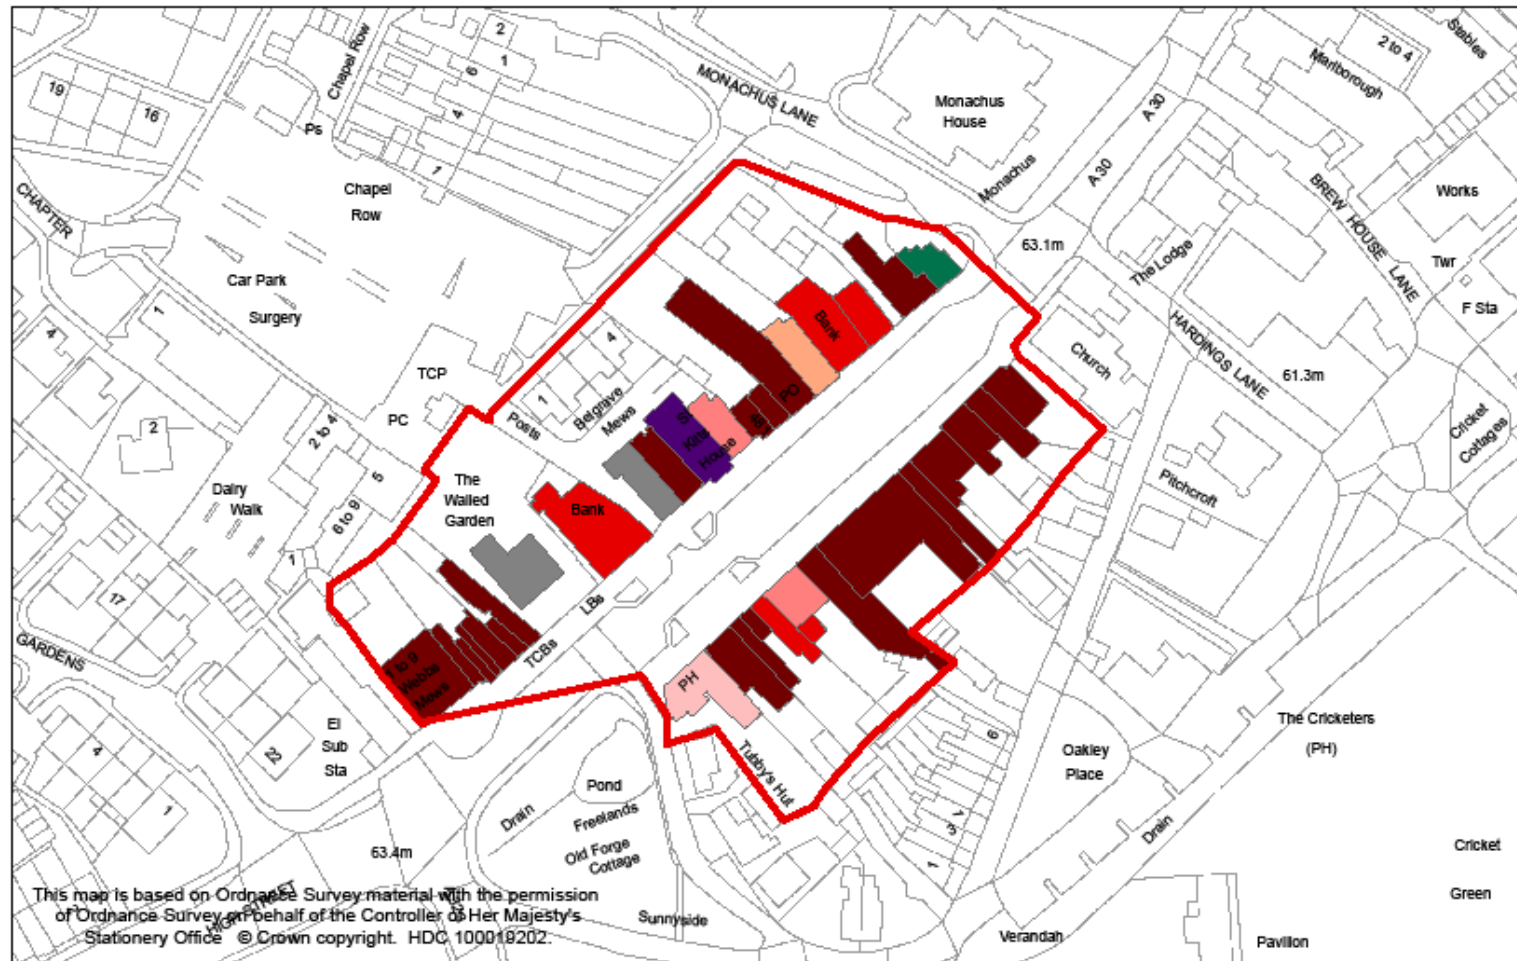 2
1
6
4
1
Chapel Row
19
16
Ps
Chapel
Row
MONACHUS LANE
Monachus
House
Monachus
A 30
A 30
63.1m
Marlborough
2 to 4
Stables
BREW HOUSE LANE
Works
Twr
F Sta
The Lodge
HARDINGS LANE
61.3m
Church
Cricket
Cottages
Pitchcroft
CHAPTER
Car Park
Surgery
1
4
TCP
PC
2
2 to 4
5
6 to 9
1
Dairy
Walk
17
GARDENS
Posts
1
4
Belgrave
Mews
The
Walled
Garden
Bank
Bank
PO
48
St
Kitts
House
LBs
TCBs
1 to 9
Webbs
Mews
PH
Tubby's Hut
El
Sub
Sta
22
4
1
Pond
Drain
Freelands
Old Forge
Cottage
Sunnyside
63.4m
HIGH STREET
6
7
3
1
Oakley
Place
Drain
The Cricketers
(PH)
Cricket
Green
Verandah
Pavilion
This map is based on Ordnance Survey material with the permission
of Ordnance Survey on behalf of the Controller of Her Majesty's
Stationery Office © Crown copyright. HDC 100019202.